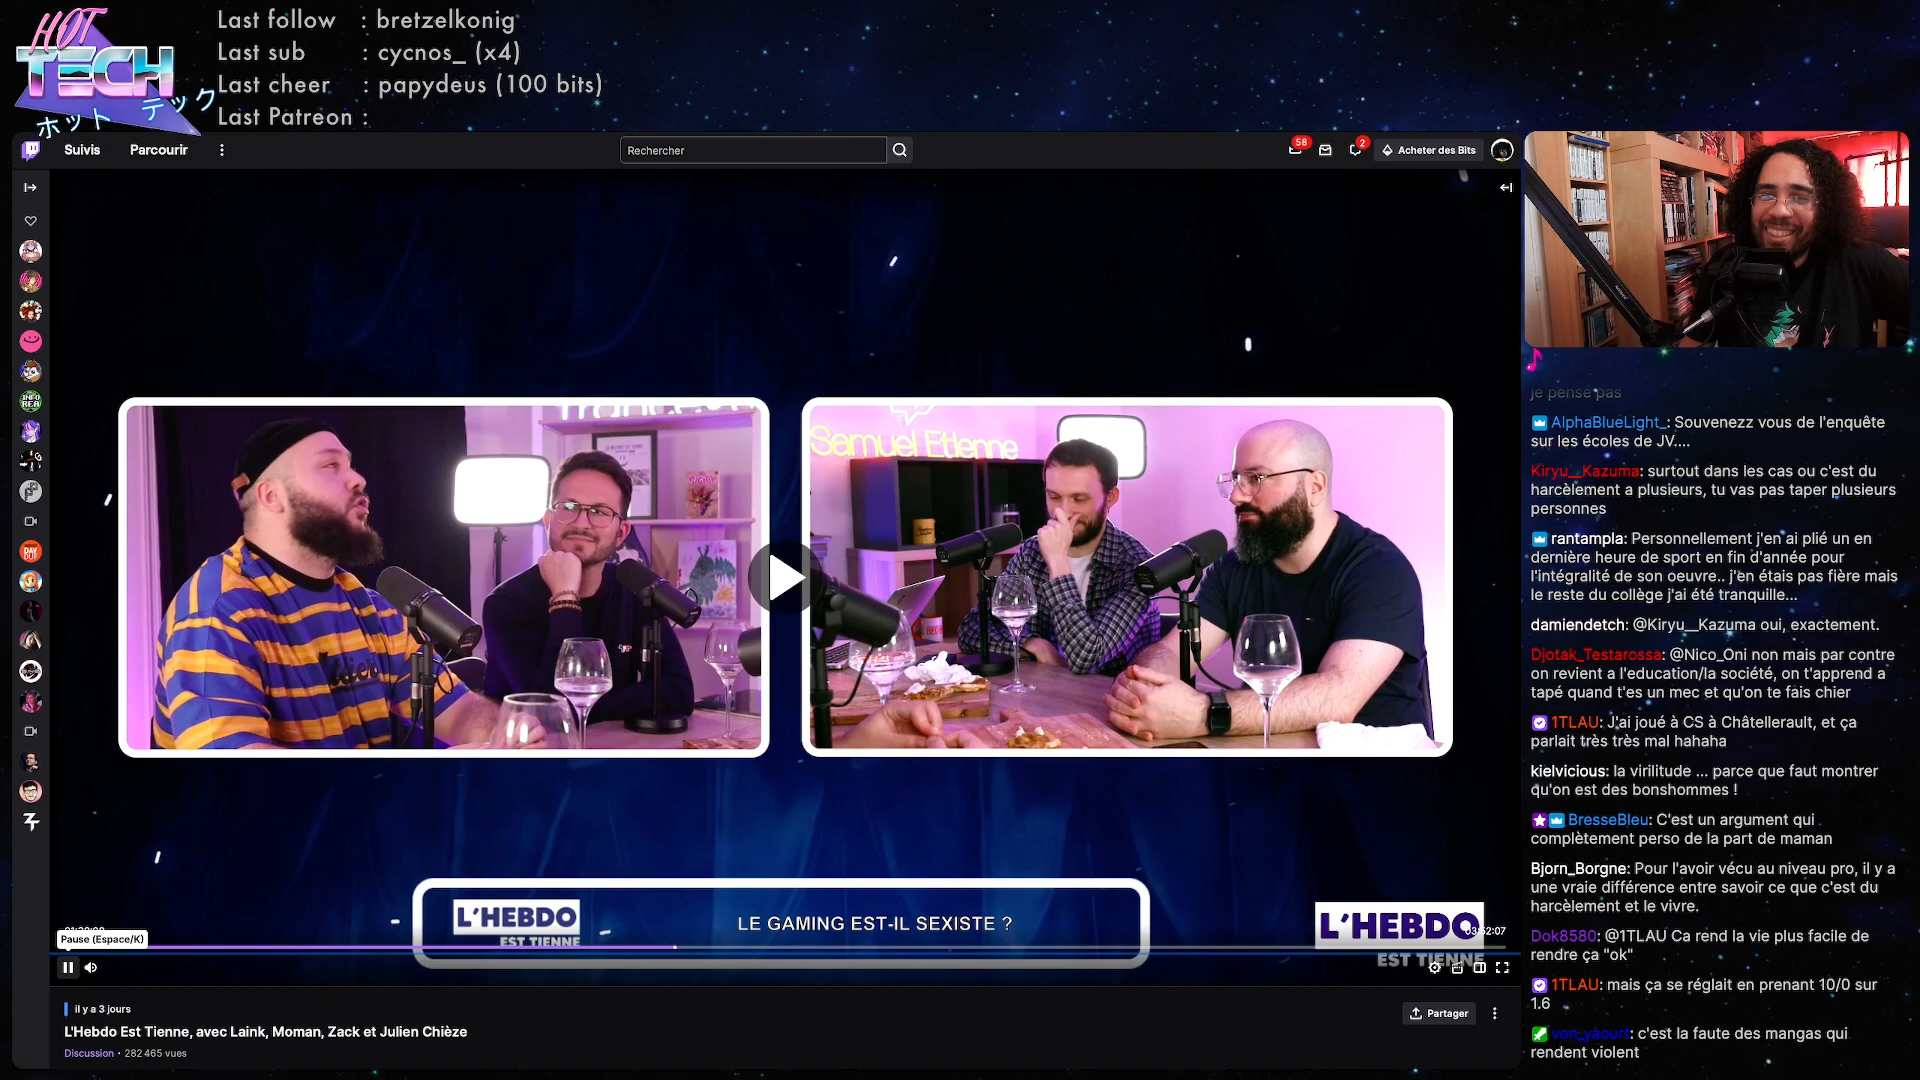 HOT
TECH
ホット テック
Last follow : bretzelkonig
Last sub : cycnos_ (x4)
Last cheer : papydeus (100 bits)
Last Patreon :
Suivis
Parcourir
Rechercher
58
2
Acheter des Bits
INFO
REA
DAY
Samuel Etienne
LE GAMING EST-IL SEXISTE ?
L'HEBDO
EST TIENNE
L'HEBDO
EST TIENNE
Pause (Espace/K)
il y a 3 jours
L'Hebdo Est Tienne, avec Laink, Moman, Zack et Julien Chièze
Discussion • 282 465 vues
Partager
je pense pas
AlphaBlueLight_: Souvenezz vous de l'enquête
sur les écoles de JV....
Kiryu__Kazuma: surtout dans les cas ou c'est du
harcèlement a plusieurs, tu vas pas taper plusieurs
personnes
rantampla: Personnellement j'en ai plié un en
dernière heure de sport en fin d'année pour
l'intégralité de son oeuvre.. j'en étais pas fière mais
le reste du collège j'ai été tranquille...
damiendetch: @Kiryu__Kazuma oui, exactement.
Djotak_Testarossa: @Nico_Oni non mais par contre
on revient a l'education/la société, on t'apprend a
tapé quand t'es un mec et qu'on te fais chier
1TLAU: J'ai joué à CS à Châtellerault, et ça
parlait très très mal hahaha
kielvicious: la virilitude ... parce que faut montrer
qu'on est des bonshommes !
BresseBleu: C'est un argument qui
complètement perso de la part de maman
Bjorn_Borgne: Pour l'avoir vécu au niveau pro, il y a
une vraie différence entre savoir ce que c'est du
harcèlement et le vivre.
Dok8580: @1TLAU Ca rend la vie plus facile de
rendre ça "ok"
1TLAU: mais ça se réglait en prenant 10/0 sur
1.6
von_yaourt: c'est la faute des mangas qui
rendent violent